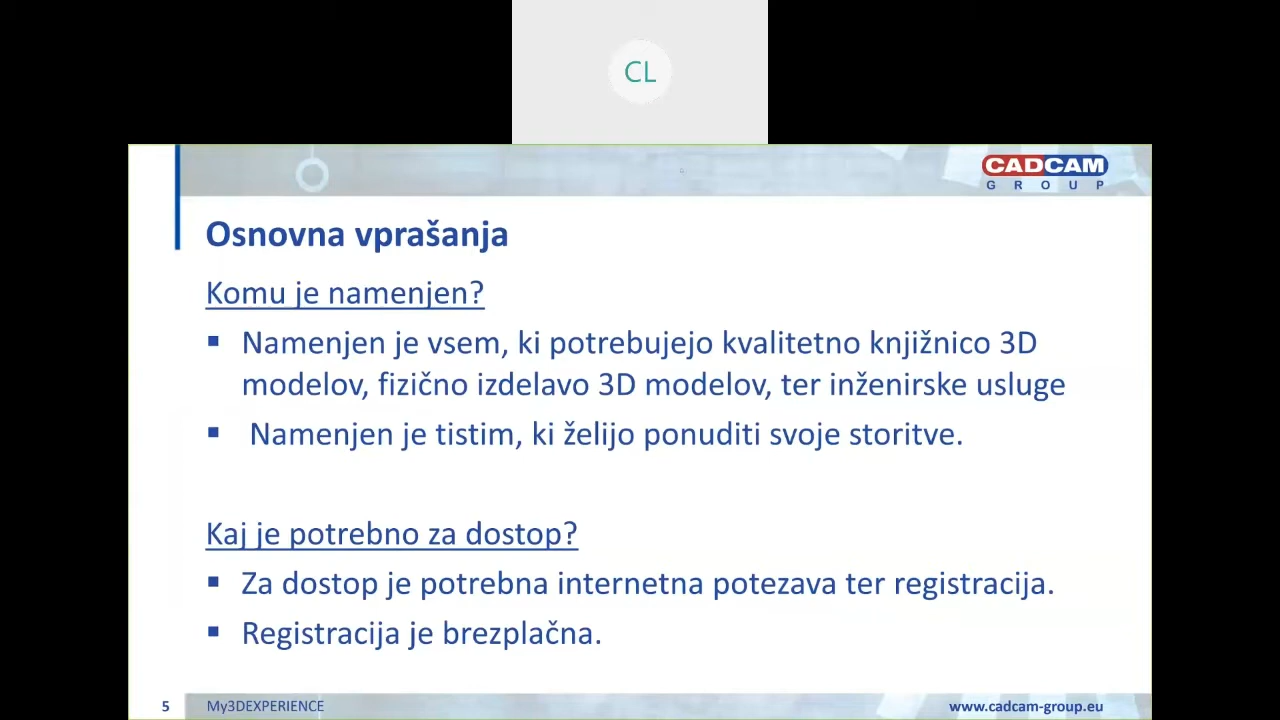 CL
CADCAM
GROUP
Osnovna vprašanja
Komu je namenjen?
▪ Namenjen je vsem, ki potrebujejo kvalitetno knjižnico 3D
modelov, fizično izdelavo 3D modelov, ter inženirske usluge
▪ Namenjen je tistim, ki želijo ponuditi svoje storitve.
Kaj je potrebno za dostop?
▪ Za dostop je potrebna internetna potezava ter registracija.
▪ Registracija je brezplačna.
5 My3DEXPERIENCE www.cadcam-group.eu